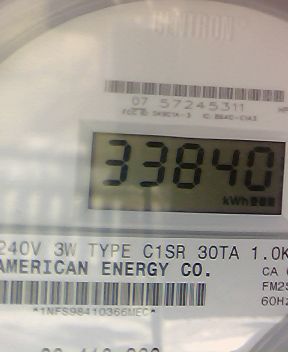 CENTRON
07 57245311
33840
kWh
240V 3W TYPE C1SR 30TA 1.0K
AMERICAN ENERGY CO.
CA
FM2S
60Hz
*1NFS98410366MEC*